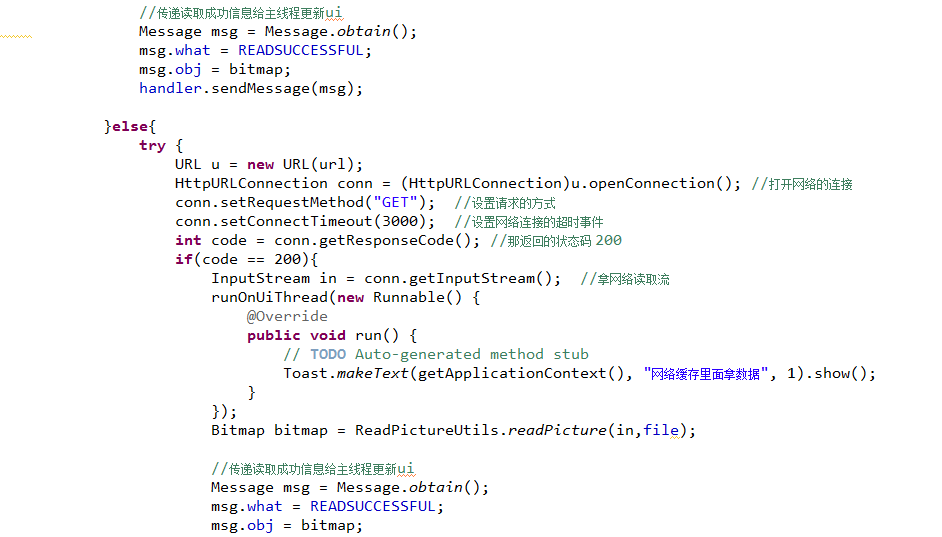 //传递读取成功信息给主线程更新ui
Message msg = Message.obtain();
msg.what = READSUCCESSFUL;
msg.obj = bitmap;
handler.sendMessage(msg);
}else{
try {
URL u = new URL(url);
HttpURLConnection conn = (HttpURLConnection)u.openConnection(); //打开网络的连接
conn.setRequestMethod("GET");  //设置请求的方式
conn.setConnectTimeout(3000);  //设置网络连接的超时事件
int code = conn.getResponseCode(); //那返回的状态码 200
if(code == 200){
InputStream in = conn.getInputStream();  //拿网络读取流
runOnUiThread(new Runnable() {
@Override
public void run() {
// TODO Auto-generated method stub
Toast.makeText(getApplicationContext(), "网络缓存里面拿数据", 1).show();
}
});
Bitmap bitmap = ReadPictureUtils.readPicture(in,file);
//传递读取成功信息给主线程更新ui
Message msg = Message.obtain();
msg.what = READSUCCESSFUL;
msg.obj = bitmap;